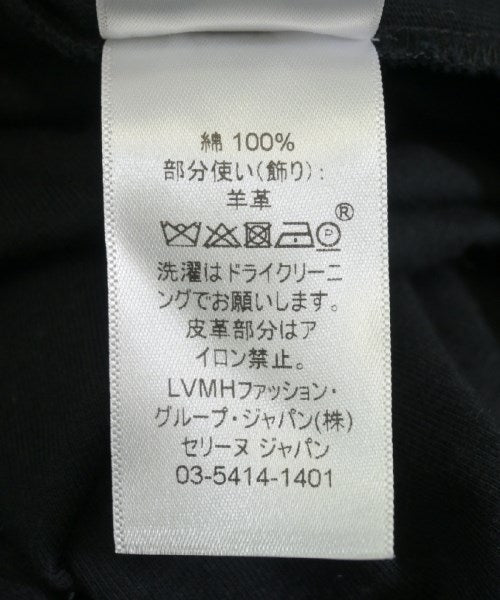 綿 100%
部分使い(飾り):
羊革
®
P
洗濯はドライクリーニ
ングでお願いします。
皮革部分はア
イロン禁止。
LVMHファッション・
グループ・ジャパン(株)
セリーヌ ジャパン
03-5414-1401